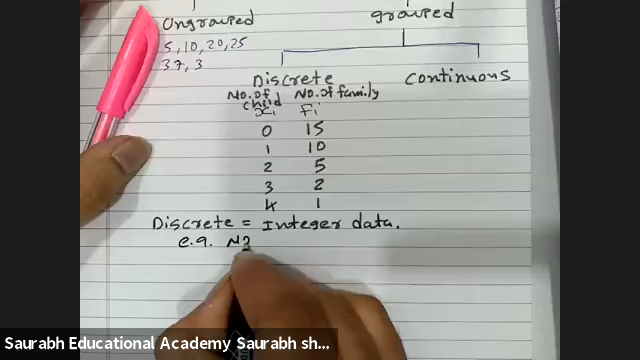 Ungrouped
grouped
5, 10, 20, 25
37, 3
Discrete
continuous
No. of child
No. of family
xi fi
0 15
1 10
2 5
3 2
4 1
Discrete = Integer data.
e.g.
Saurabh Educational Academy Saurabh sh...